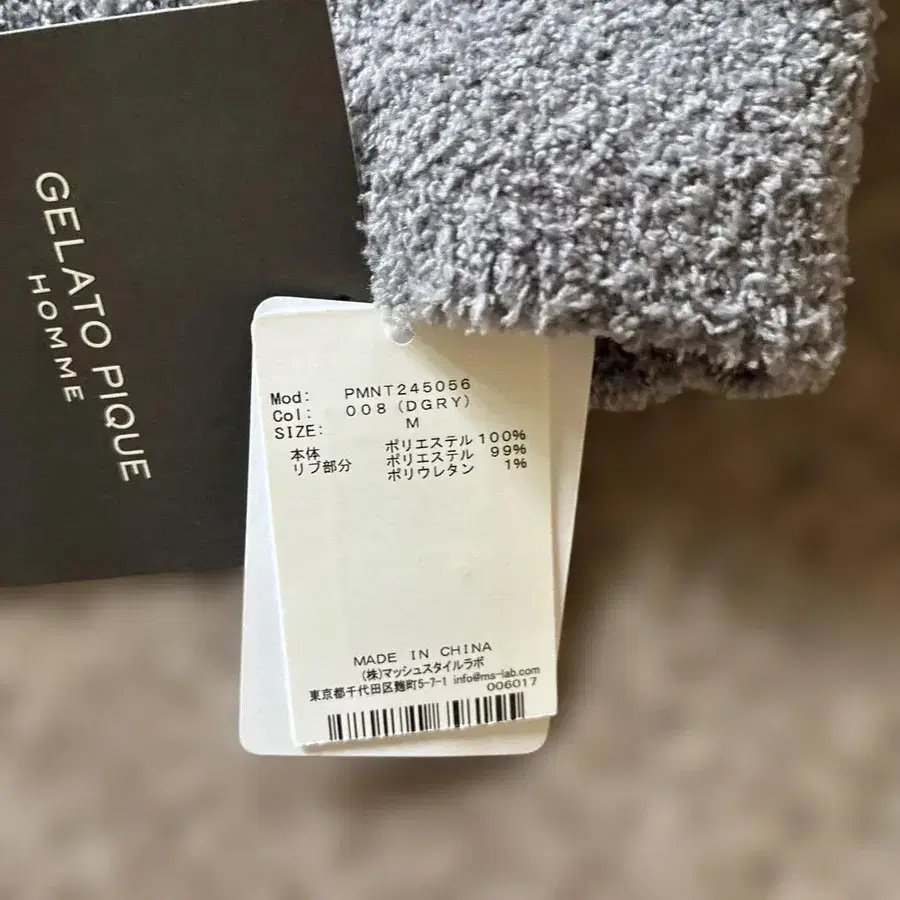 GELATO PIQUE
HOMME
Mod: PMNT245056
Col: 008 (DGRY)
SIZE: M
本体 ポリエステル 100%
リブ部分 ポリエステル 99%
ポリウレタン 1%
MADE IN CHINA
(株)マッシュスタイルラボ
東京都千代田区麹町5-7-1 info@ms-lab.com
006017